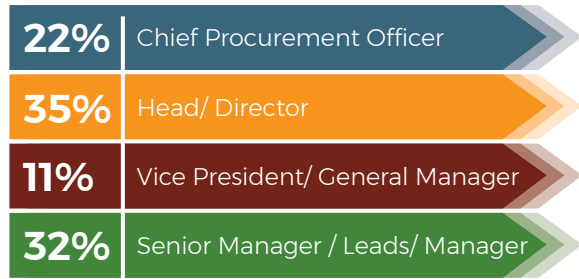 22% Chief Procurement Officer
35% Head/ Director
11% Vice President/ General Manager
32% Senior Manager / Leads/ Manager